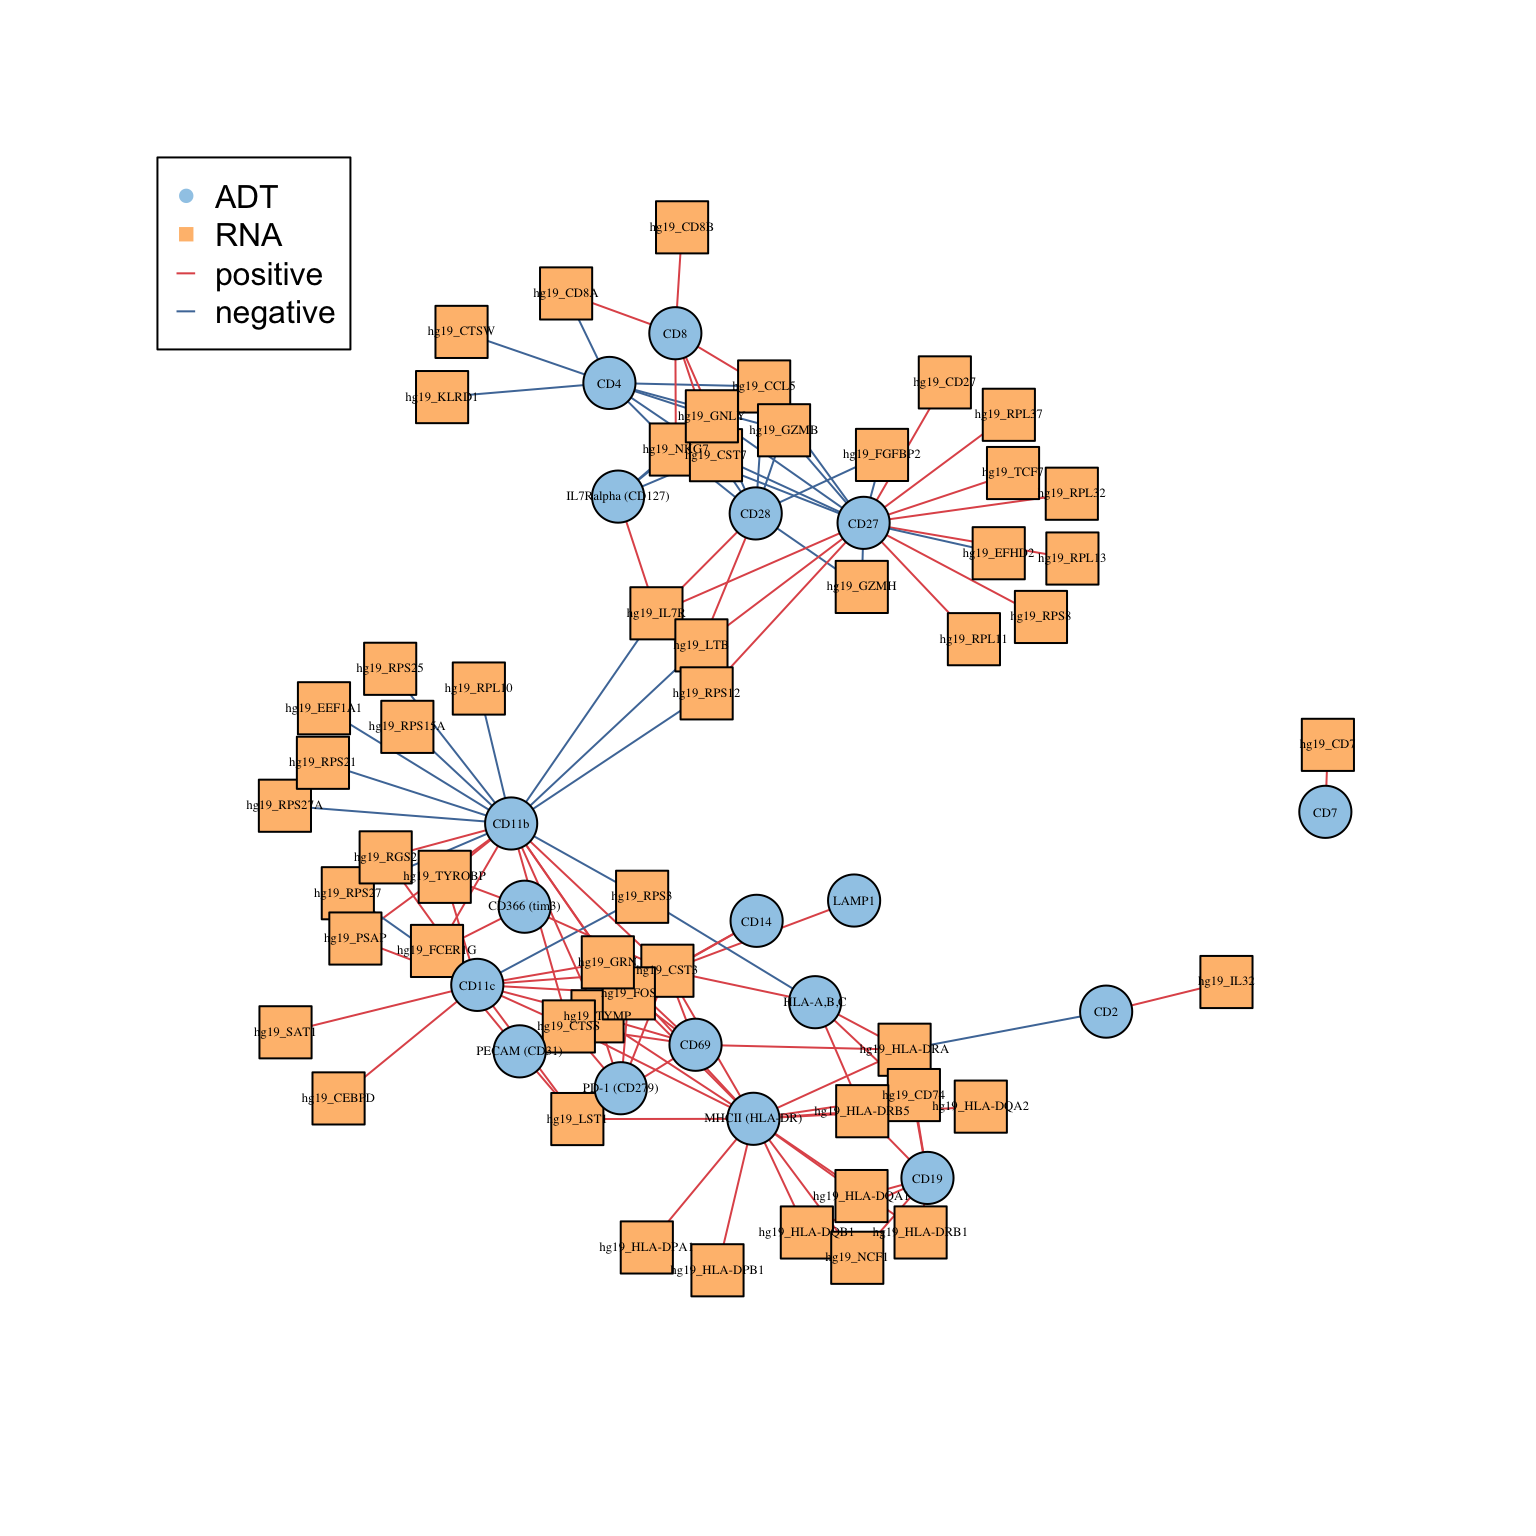 ADT
RNA
positive
negative
hg19_CD8B
hg19_CD8A
hg19_CTSW
CD8
hg19_KLRD1
CD4
hg19_CCL5
hg19_CD27
hg19_GNLY
hg19_RPL37
hg19_GZMB
hg19_NKG7
hg19_CST7
hg19_FGFBP2
hg19_TCF7
hg19_RPL32
IL7Ralpha (CD127)
CD28
CD27
hg19_EFHD2
hg19_RPL13
hg19_GZMH
hg19_IL7R
hg19_RPS8
hg19_RPL11
hg19_LTB
hg19_RPS25
hg19_RPL10
hg19_RPS12
hg19_EEF1A1
hg19_RPS15A
hg19_CD7
hg19_RPS21
hg19_RPS27A
CD7
CD11b
hg19_RGS2
hg19_TYROBP
hg19_RPS27
hg19_RPS3
CD366 (tim3)
LAMP1
CD14
hg19_PSAP
hg19_FCER1G
hg19_GRN
hg19_CST3
CD11c
hg19_FOS
HLA-A,B,C
hg19_IL32
CD2
hg19_TYMP
hg19_CTSS
hg19_SAT1
CD69
hg19_HLA-DRA
PECAM (CD31)
PD-1 (CD279)
hg19_CD74
hg19_CEBPD
hg19_HLA-DRB5
hg19_HLA-DQA2
hg19_LST1
MHCII (HLA-DR)
CD19
hg19_HLA-DQA1
hg19_HLA-DQB1
hg19_HLA-DRB1
hg19_HLA-DPA1
hg19_NCF1
hg19_HLA-DPB1